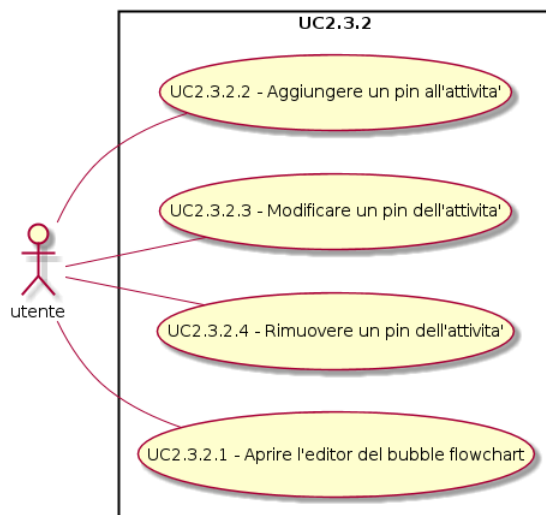 UC2.3.2
UC2.3.2.2 - Aggiungere un pin all'attivita'
UC2.3.2.3 - Modificare un pin dell'attivita'
utente
UC2.3.2.4 - Rimuovere un pin dell'attivita'
UC2.3.2.1 - Aprire l'editor del bubble flowchart